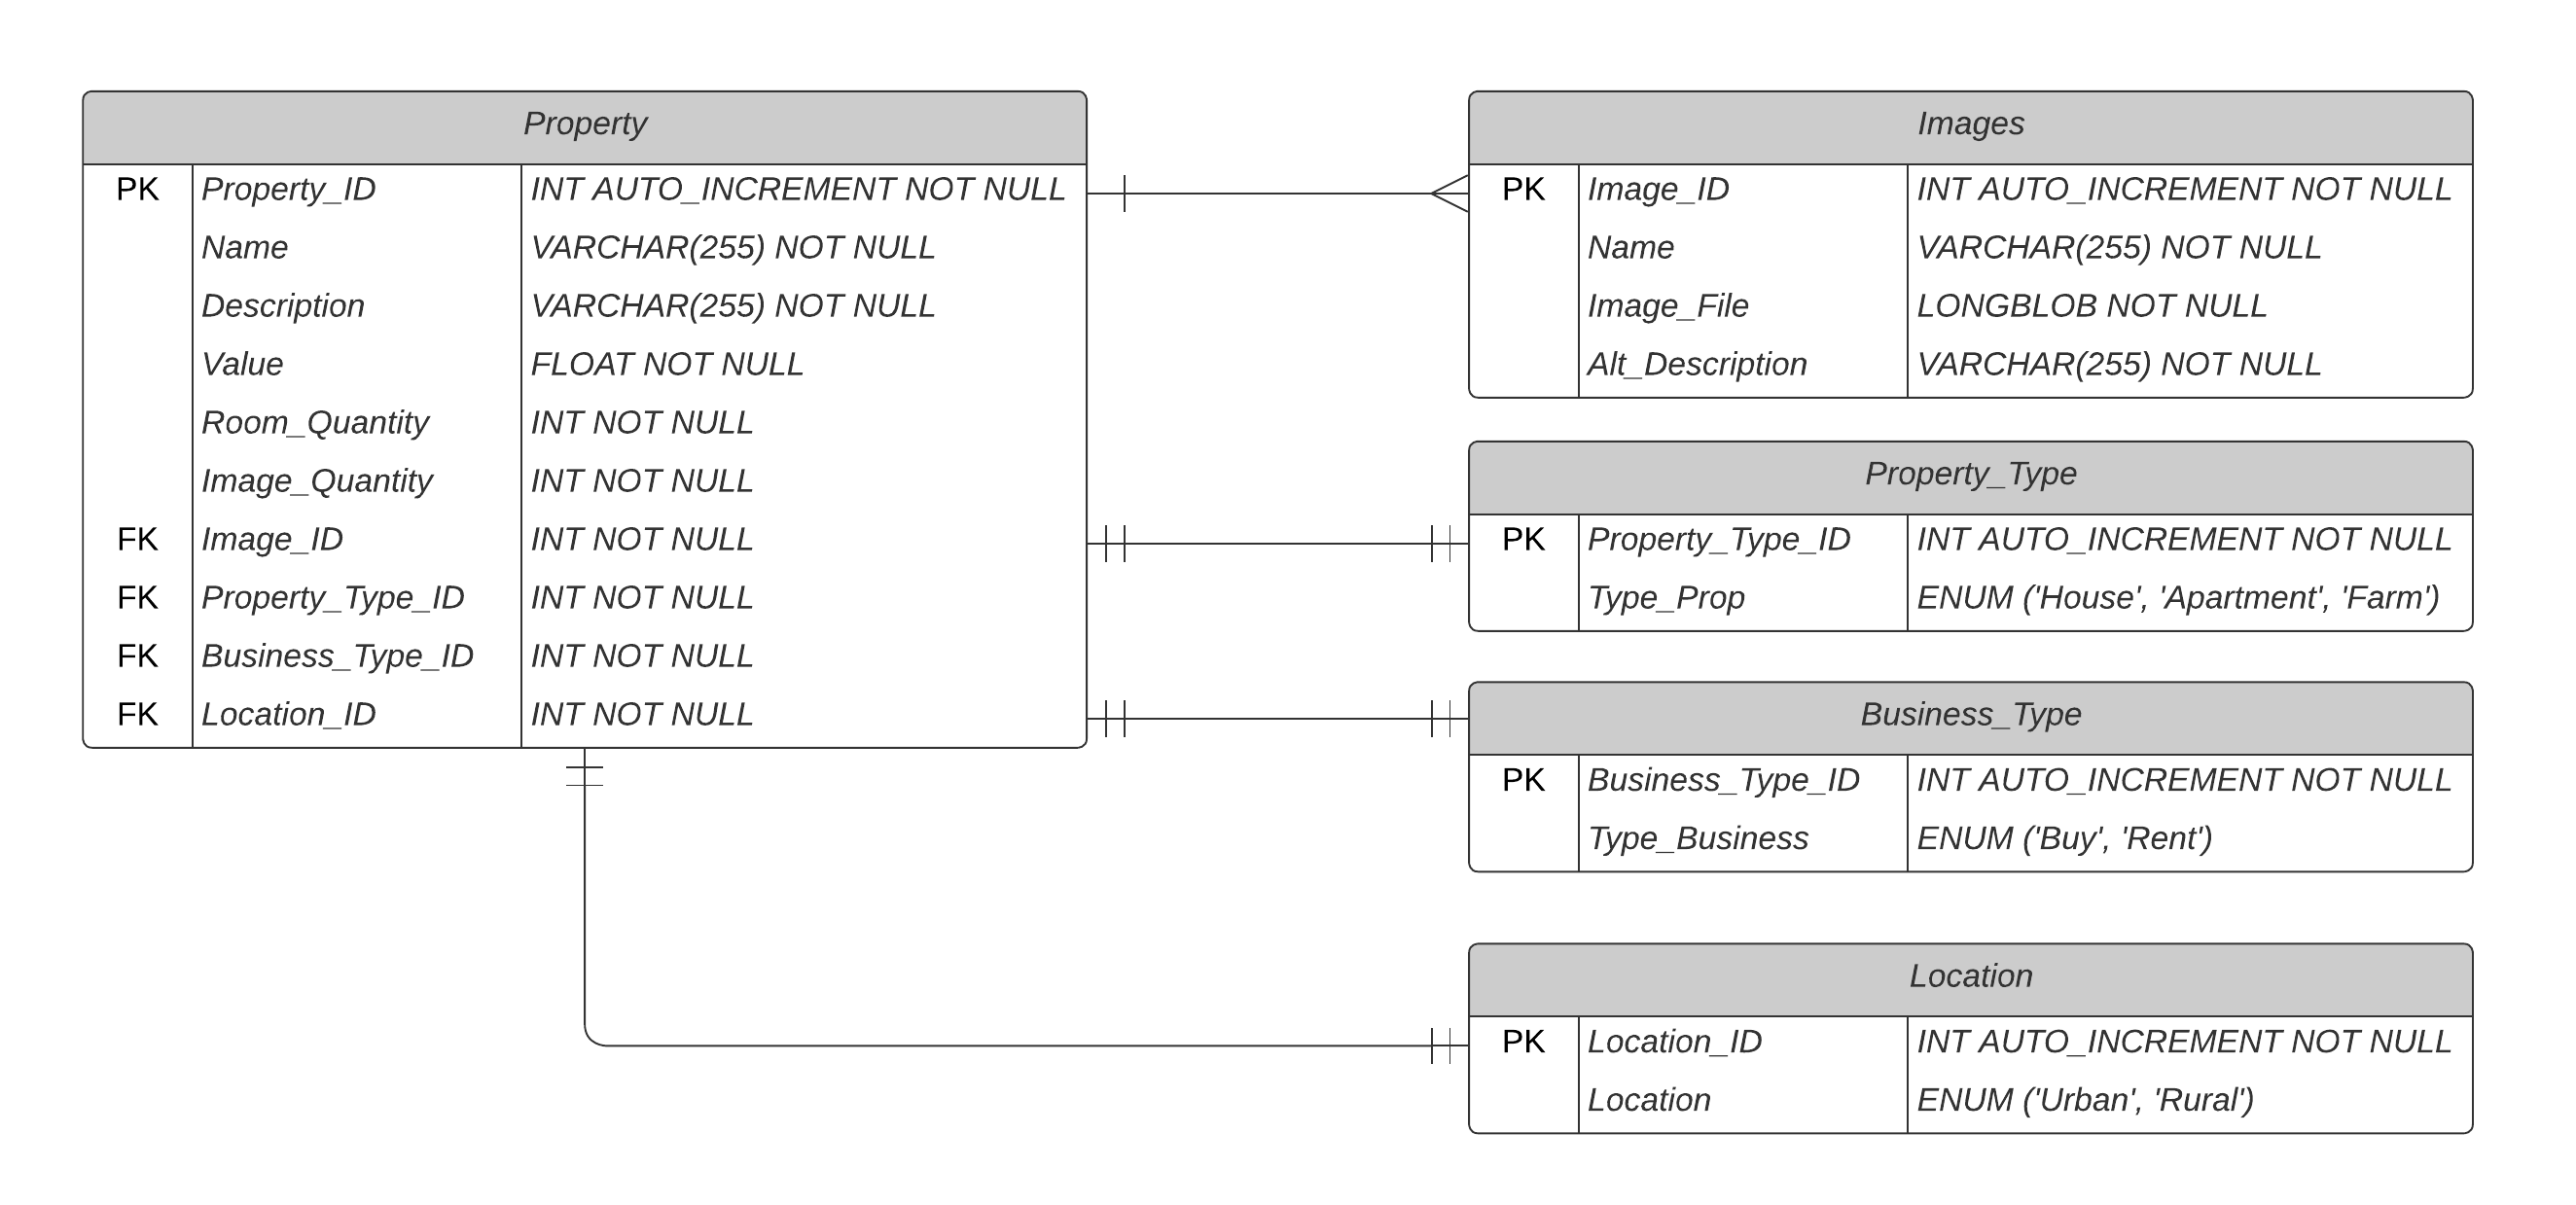 Property
PK Property_ID INT AUTO_INCREMENT NOT NULL
Name VARCHAR(255) NOT NULL
Description VARCHAR(255) NOT NULL
Value FLOAT NOT NULL
Room_Quantity INT NOT NULL
Image_Quantity INT NOT NULL
FK Image_ID INT NOT NULL
FK Property_Type_ID INT NOT NULL
FK Business_Type_ID INT NOT NULL
FK Location_ID INT NOT NULL
Images
PK Image_ID INT AUTO_INCREMENT NOT NULL
Name VARCHAR(255) NOT NULL
Image_File LONGBLOB NOT NULL
Alt_Description VARCHAR(255) NOT NULL
Property_Type
PK Property_Type_ID INT AUTO_INCREMENT NOT NULL
Type_Prop ENUM ('House', 'Apartment', 'Farm')
Business_Type
PK Business_Type_ID INT AUTO_INCREMENT NOT NULL
Type_Business ENUM ('Buy', 'Rent')
Location
PK Location_ID INT AUTO_INCREMENT NOT NULL
Location ENUM ('Urban', 'Rural')